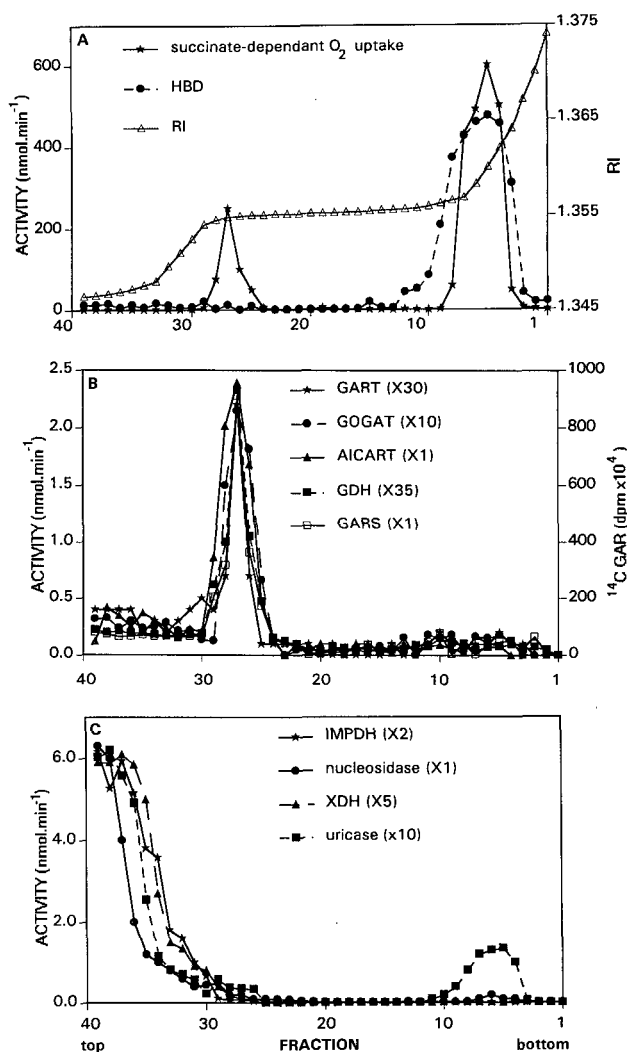 A
succinate-dependant O2 uptake
HBD
RI
ACTIVITY (nmol.min-1)
600
400
200
0
1.375
1.365
1.355
1.345
RI
40
30
20
10
1
B
GART (X30)
GOGAT (X10)
AICART (X1)
GDH (X35)
GARS (X1)
ACTIVITY (nmol.min-1)
2.5
2.0
1.5
1.0
0.5
0.0
1000
800
600
400
200
0
14C GAR (dpm x10^4)
40
30
20
10
1
C
IMPDH (X2)
nucleosidase (X1)
XDH (X5)
uricase (x10)
ACTIVITY (nmol.min-1)
6.0
4.0
2.0
0.0
40
30
20
10
1
top
FRACTION
bottom